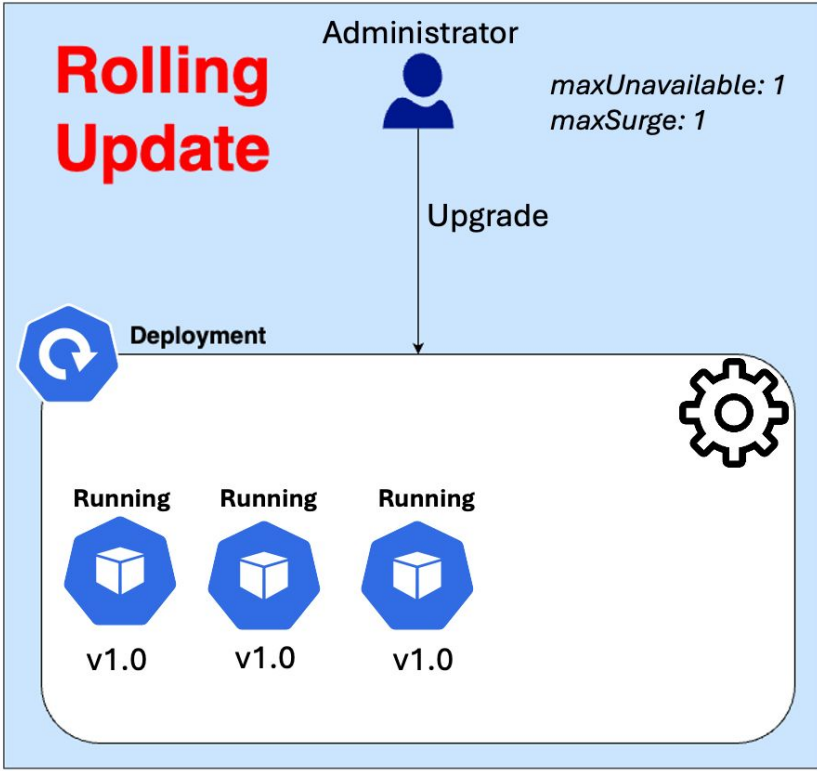 Administrator
Rolling
Update
maxUnavailable: 1
maxSurge: 1
Upgrade
Deployment
Running Running Running
v1.0 v1.0 v1.0